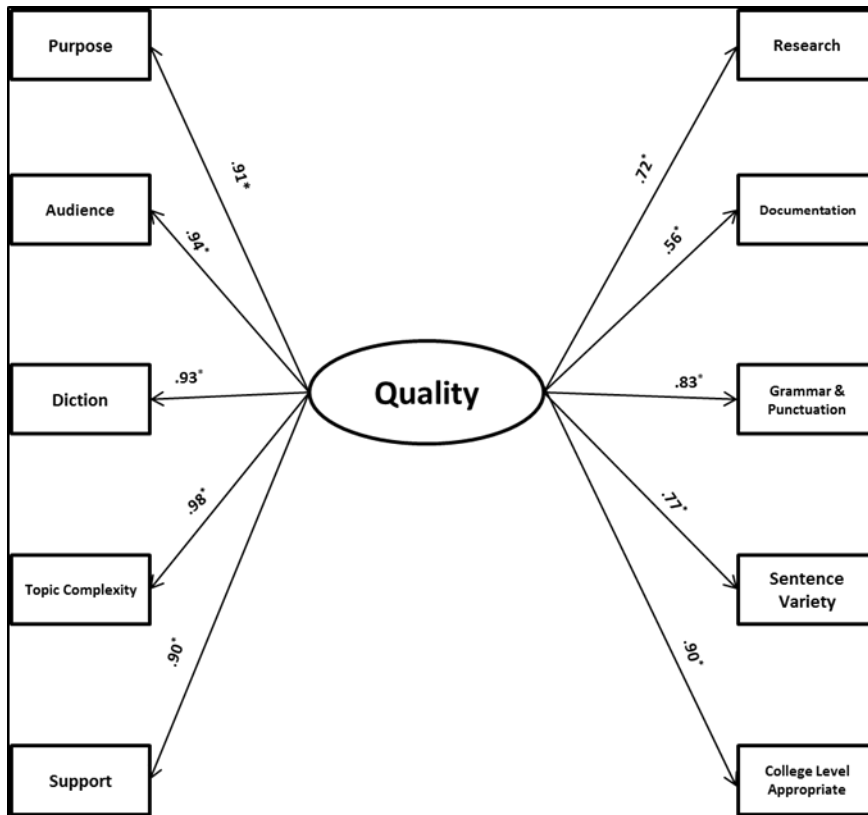 Purpose
Research
.91*
.72*
Audience
Documentation
.94*
.56*
Diction
.93*
Quality
.83*
Grammar &
Punctuation
.98*
.77*
Topic Complexity
Sentence
Variety
.90*
.90*
Support
College Level
Appropriate